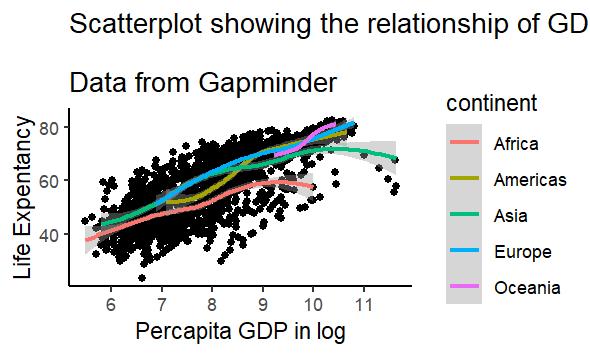 Scatterplot showing the relationship of GD
Data from Gapminder
Life Expentancy
80
60
40
6 7 8 9 10 11
Percapita GDP in log
continent
Africa
Americas
Asia
Europe
Oceania